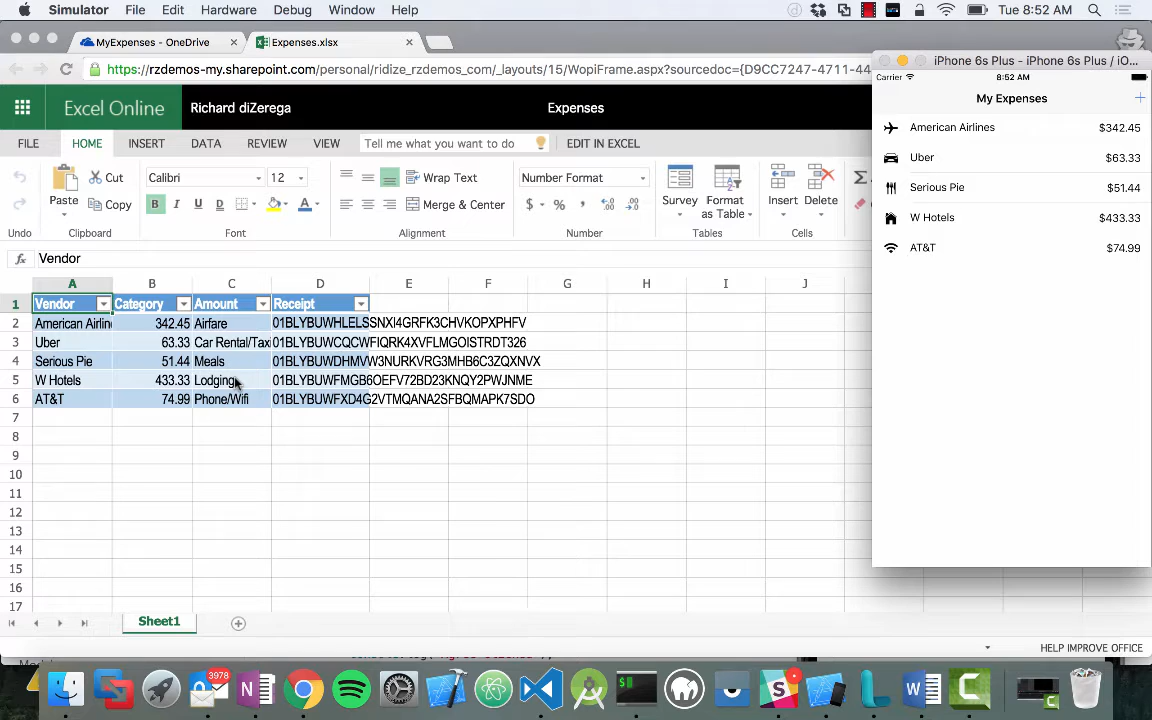 Simulator File Edit Hardware Debug Window Help Tue 8:52 AM
MyExpenses - OneDrive Expenses.xlsx
https://rzdemos-my.sharepoint.com/personal/ridize_rzdemos_com/_layouts/15/WopiFrame.aspx?sourcedoc={D9CC7247-4711-44
Excel Online Richard diZerega Expenses
FILE HOME INSERT DATA REVIEW VIEW Tell me what you want to do EDIT IN EXCEL
Paste Cut Copy
Calibri 12
B I U A
Wrap Text
Merge & Center
Number Format
$ % , .00 .00
Survey Format as Table Insert Delete Σ
Undo Clipboard Font Alignment Number Tables Cells
fx Vendor
A B C D E F G H I J
1 Vendor Category Amount Receipt
2 American Airlin 342.45 Airfare 01BLYBUWHLELSSNXI4GRFK3CHVKOPXPHFV
3 Uber 63.33 Car Rental/Tax 01BLYBUWCQCWFIQRK4XVFLMGOISTRDT326
4 Serious Pie 51.44 Meals 01BLYBUWDHMVW3NURKVRG3MHB6C3ZQXNVX
5 W Hotels 433.33 Lodging 01BLYBUWFMGB6OEFV72BD23KNQY2PWJNME
6 AT&T 74.99 Phone/Wifi 01BLYBUWFXD4G2VTMQANA2SFBQMAPK7SDO
7
8
9
10
11
12
13
14
15
16
17
Sheet1
HELP IMPROVE OFFICE
iPhone 6s Plus - iPhone 6s Plus / iO...
Carrier 8:52 AM
My Expenses +
American Airlines $342.45
Uber $63.33
Serious Pie $51.44
W Hotels $433.33
AT&T $74.99
3978